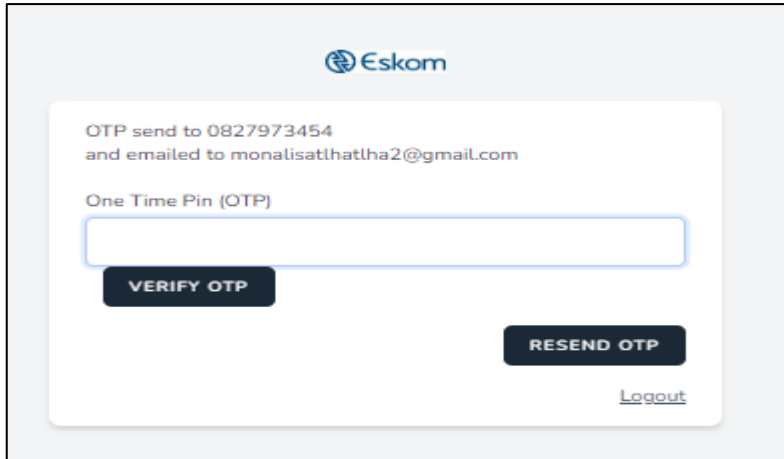 Eskom
OTP send to 0827973454
and emailed to monalisatlhatlha2@gmail.com
One Time Pin (OTP)
VERIFY OTP
RESEND OTP
Logout